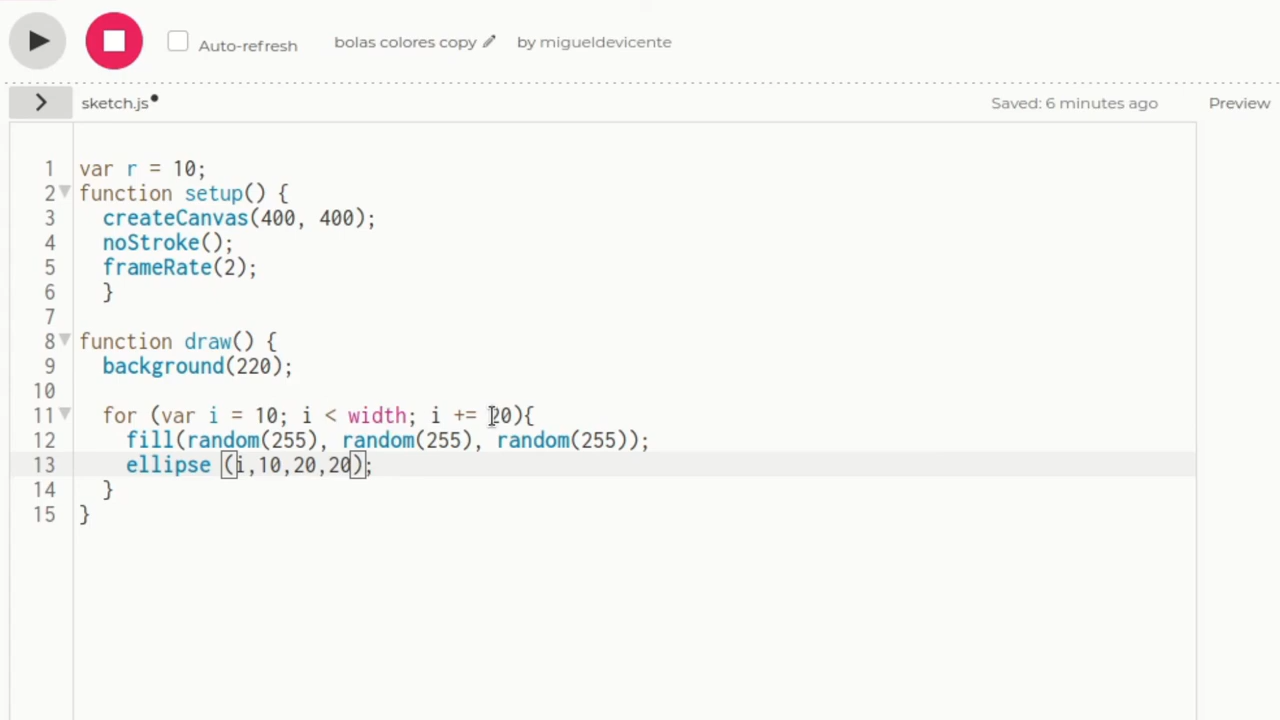 Auto-refresh bolas colores copy by migueldevicente
sketch.js Saved: 6 minutes ago Preview
1 var r = 10;
2 function setup() {
3 createCanvas(400, 400);
4 noStroke();
5 frameRate(2);
6 }
7
8 function draw() {
9 background(220);
10
11 for (var i = 10; i < width; i += 20){
12 fill(random(255), random(255), random(255));
13 ellipse (i,10,20,20);
14 }
15 }